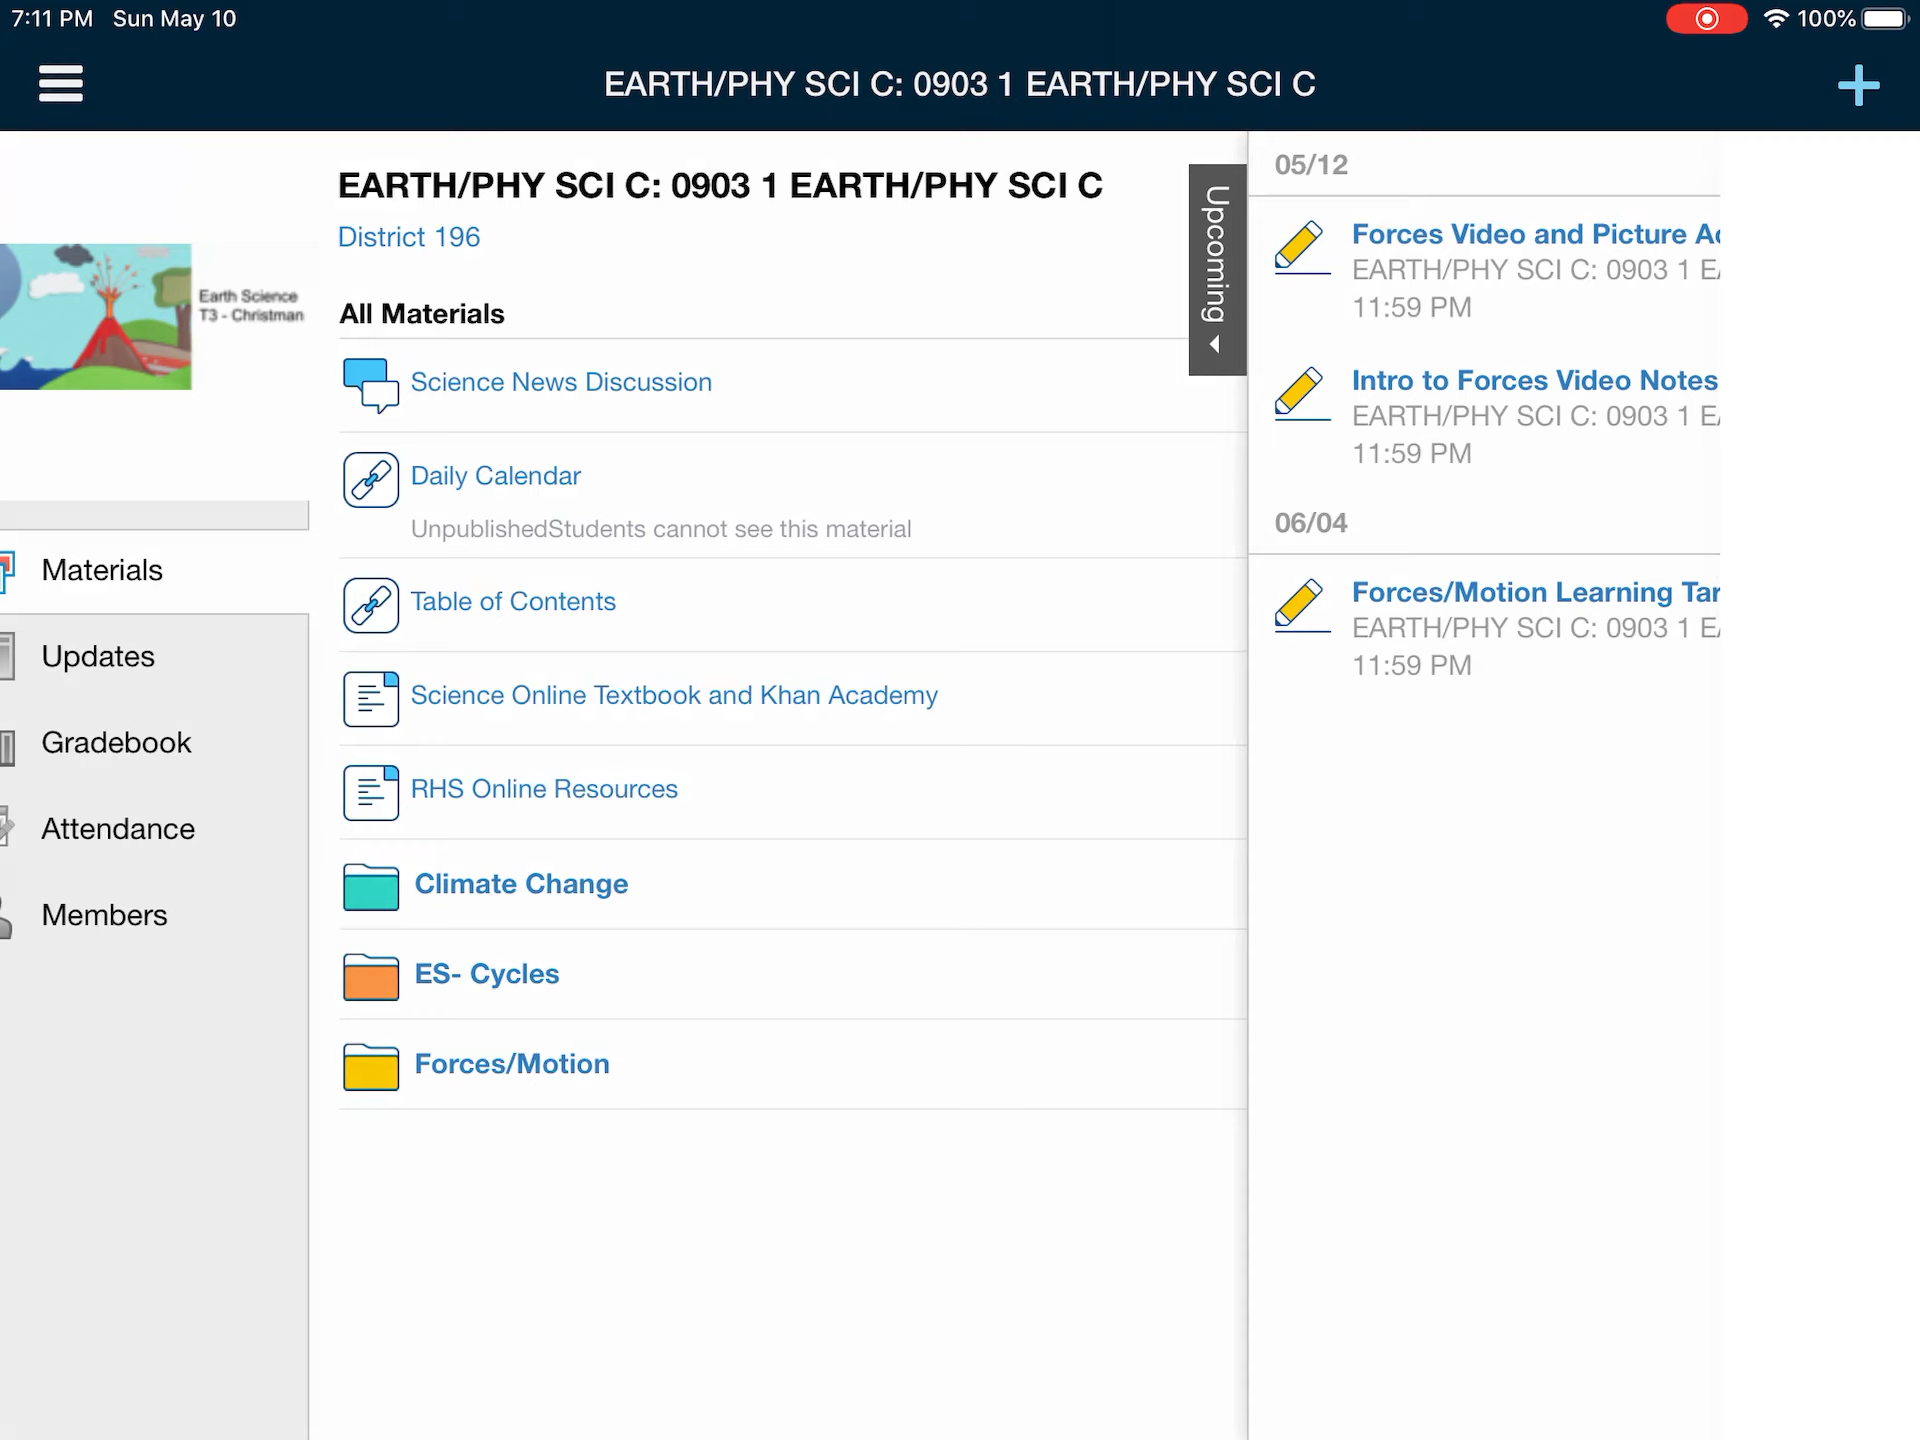 7:11 PM Sun May 10
100%
EARTH/PHY SCI C: 0903 1 EARTH/PHY SCI C
Earth Science
T3 - Christman
Materials
Updates
Gradebook
Attendance
Members
EARTH/PHY SCI C: 0903 1 EARTH/PHY SCI C
District 196
All Materials
Science News Discussion
Daily Calendar
UnpublishedStudents cannot see this material
Table of Contents
Science Online Textbook and Khan Academy
RHS Online Resources
Climate Change
ES- Cycles
Forces/Motion
Upcoming
05/12
Forces Video and Picture Ac
EARTH/PHY SCI C: 0903 1 E
11:59 PM
Intro to Forces Video Notes
EARTH/PHY SCI C: 0903 1 E
11:59 PM
06/04
Forces/Motion Learning Tar
EARTH/PHY SCI C: 0903 1 E
11:59 PM